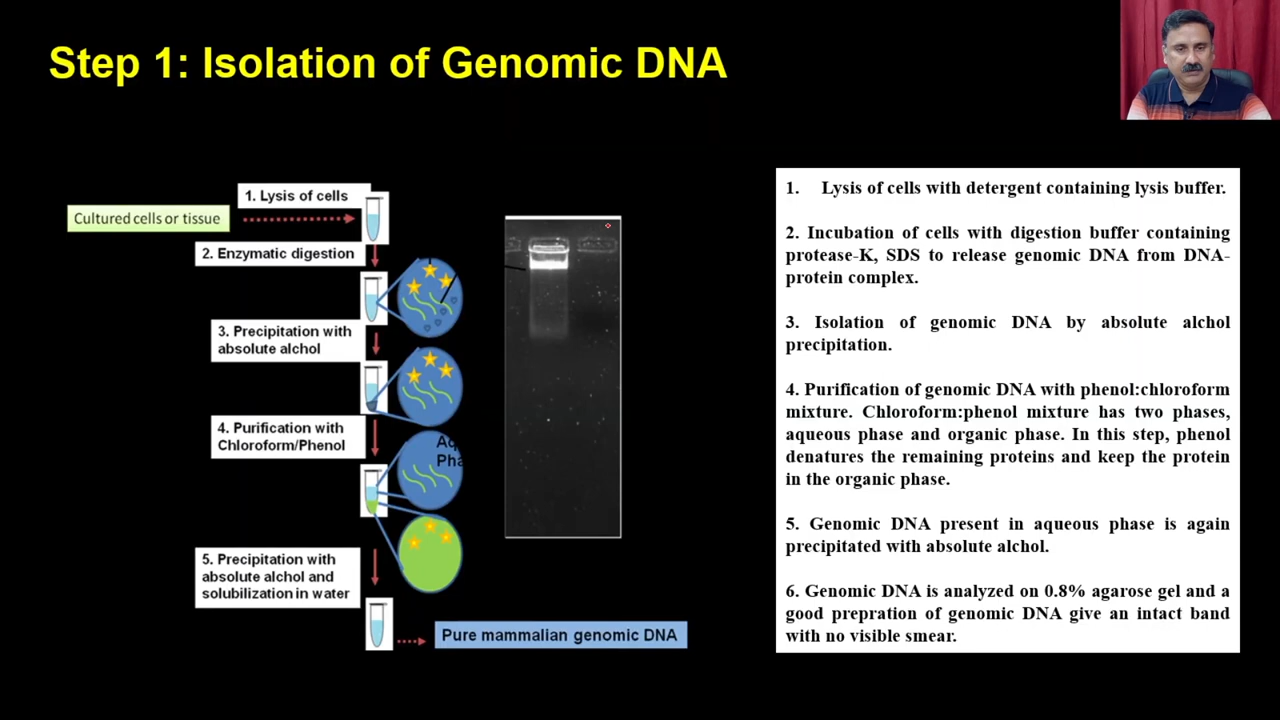 Step 1: Isolation of Genomic DNA
1. Lysis of cells
Cultured cells or tissue
2. Enzymatic digestion
3. Precipitation with
absolute alchol
4. Purification with
Chloroform/Phenol
5. Precipitation with
absolute alchol and
solubilization in water
Pure mammalian genomic DNA
1. Lysis of cells with detergent containing lysis buffer.
2. Incubation of cells with digestion buffer containing
protease-K, SDS to release genomic DNA from DNA-
protein complex.
3. Isolation of genomic DNA by absolute alchol
precipitation.
4. Purification of genomic DNA with phenol:chloroform
mixture. Chloroform:phenol mixture has two phases,
aqueous phase and organic phase. In this step, phenol
denatures the remaining proteins and keep the protein
in the organic phase.
5. Genomic DNA present in aqueous phase is again
precipitated with absolute alchol.
6. Genomic DNA is analyzed on 0.8% agarose gel and a
good prepration of genomic DNA give an intact band
with no visible smear.